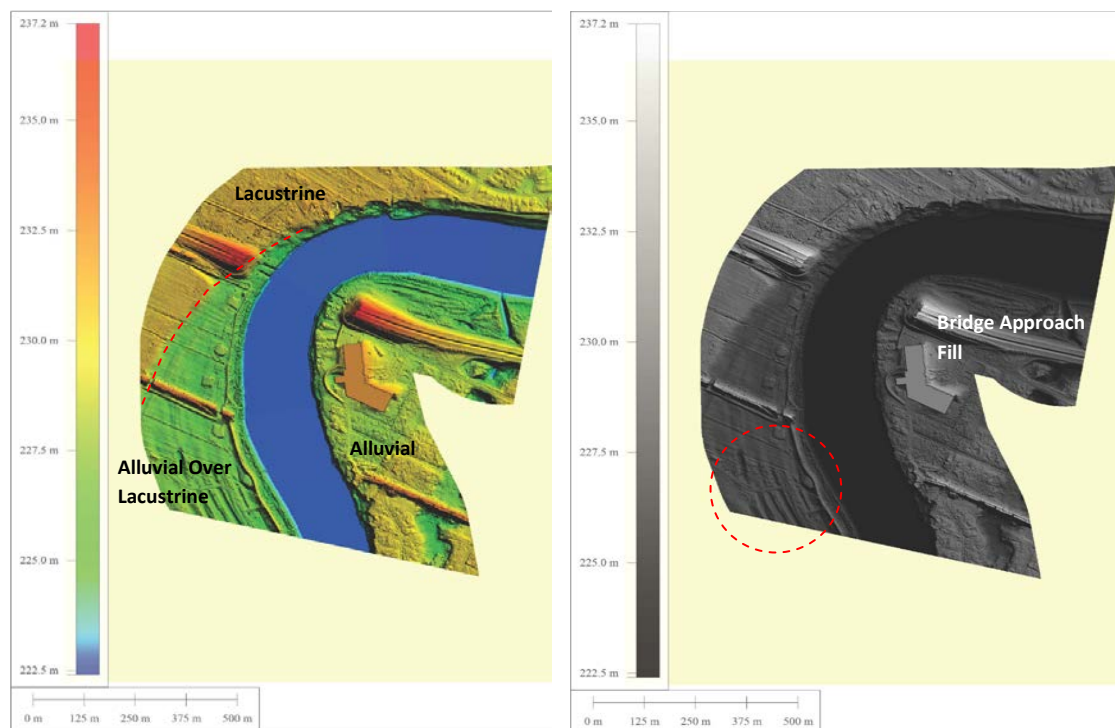 237.2 m
235.0 m
232.5 m
230.0 m
227.5 m
225.0 m
222.5 m
Lacustrine
Alluvial
Alluvial Over
Lacustrine
0 m 125 m 250 m 375 m 500 m
237.2 m
235.0 m
232.5 m
230.0 m
227.5 m
225.0 m
222.5 m
Bridge Approach
Fill
0 m 125 m 250 m 375 m 500 m